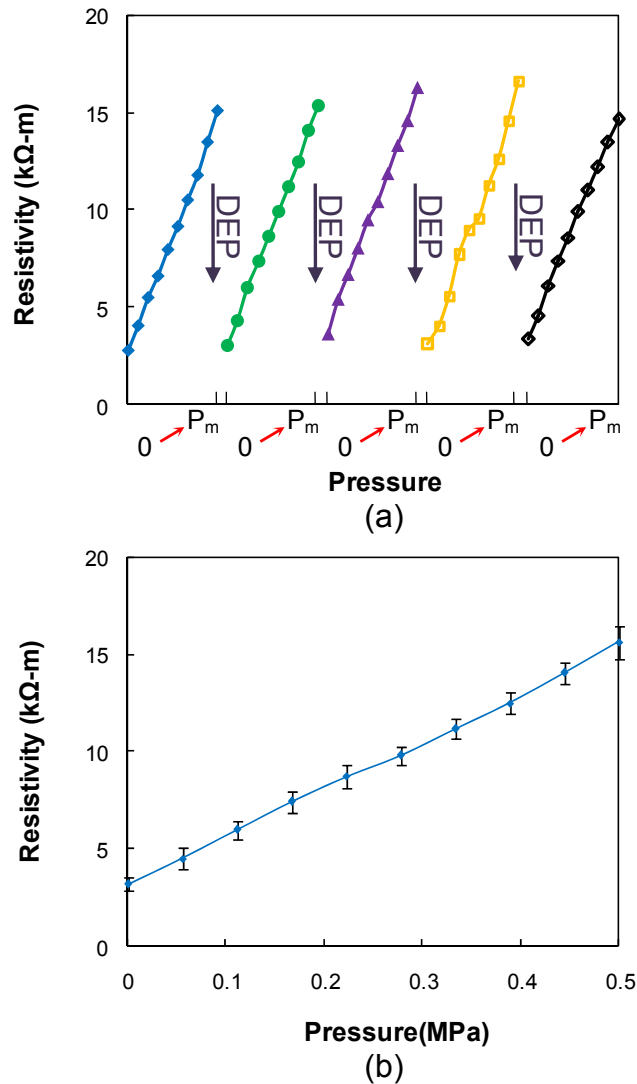 20
15
10
5
0
Resistivity (kΩ-m)
DEP
DEP
DEP
DEP
0 Pm 0 Pm 0 Pm 0 Pm 0 Pm
Pressure
(a)
20
15
10
5
0
Resistivity (kΩ-m)
0 0.1 0.2 0.3 0.4 0.5
Pressure(MPa)
(b)